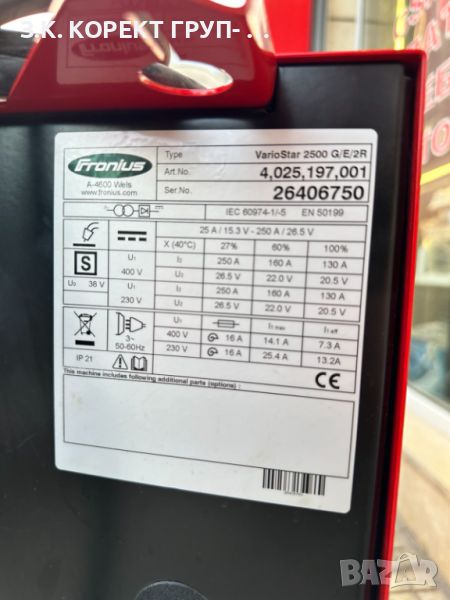 Э.К. КОРЕКТ ГРУП- ...
Fronius
A-4600 Wels
www.fronius.com
Type VarioStar 2500 G/E/2R
Art.No. 4,025,197,001
Ser.No. 26406750
IEC 60974-1/-5 EN 50199
25 A / 15.3 V - 250 A / 26.5 V
X (40°C) 27% 60% 100%
U1 400 V I2 250 A 160 A 130 A
U2 26.5 V 22.0 V 20.5 V
U1 230 V I2 250 A 160 A 130 A
U2 26.5 V 22.0 V 20.5 V
S
U0 38 V
3~
50-60Hz
U1 I1 max I1 eff
400 V 16 A 14.1 A 7.3 A
230 V 16 A 25.4 A 13.2A
IP 21
CE
This machine includes following additional parts (options) :
bazar